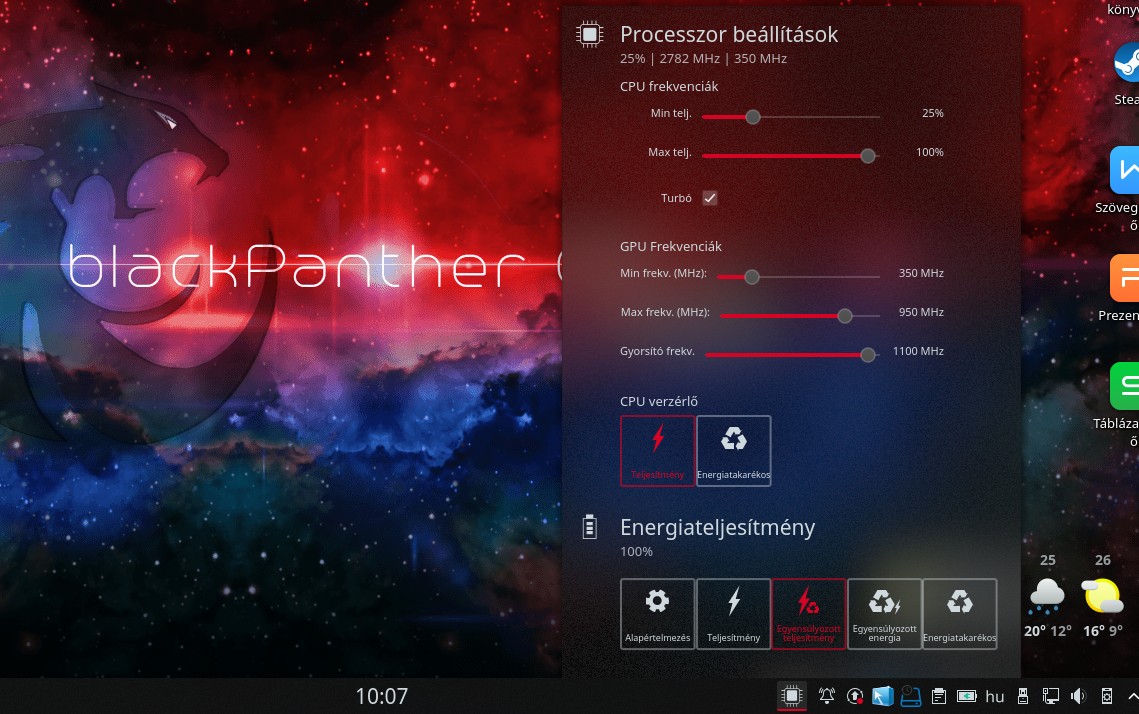 blackPanther
Processzor beállítások
25% | 2782 MHz | 350 MHz
CPU frekvenciák
Min telj. 25%
Max telj. 100%
Turbó
GPU Frekvenciák
Min frekv. (MHz): 350 MHz
Max frekv. (MHz): 950 MHz
Gyorsító frekv. 1100 MHz
CPU verzérlő
Teljesítmény Energiatakarékos
Energiateljesítmény
100%
Alapértelmezés Teljesítmény Egyensúlyozott teljesítmény Egyensúlyozott energia Energiatakarékos
köny
Stea
Szöveg
ő
Prezen
Tábláza
ő
25 26
20° 12° 16° 9°
10:07
hu